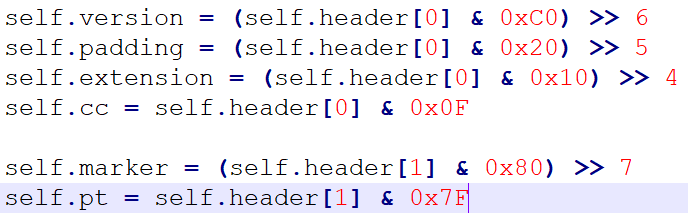 self.version = (self.header[0] & 0xC0) >> 6
self.padding = (self.header[0] & 0x20) >> 5
self.extension = (self.header[0] & 0x10) >> 4
self.cc = self.header[0] & 0x0F
self.marker = (self.header[1] & 0x80) >> 7
self.pt = self.header[1] & 0x7F